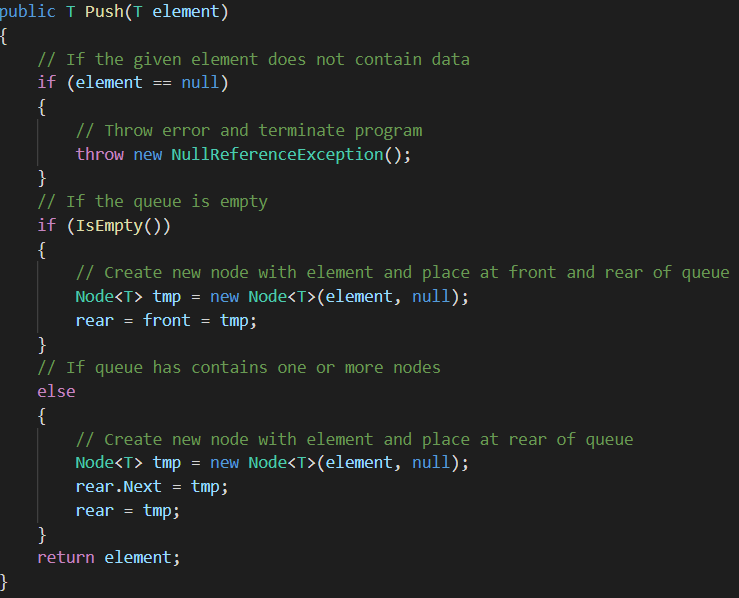 public T Push(T element)
{
    // If the given element does not contain data
    if (element == null)
    {
        // Throw error and terminate program
        throw new NullReferenceException();
    }
    // If the queue is empty
    if (IsEmpty())
    {
        // Create new node with element and place at front and rear of queue
        Node<T> tmp = new Node<T>(element, null);
        rear = front = tmp;
    }
    // If queue has contains one or more nodes
    else
    {
        // Create new node with element and place at rear of queue
        Node<T> tmp = new Node<T>(element, null);
        rear.Next = tmp;
        rear = tmp;
    }
    return element;
}